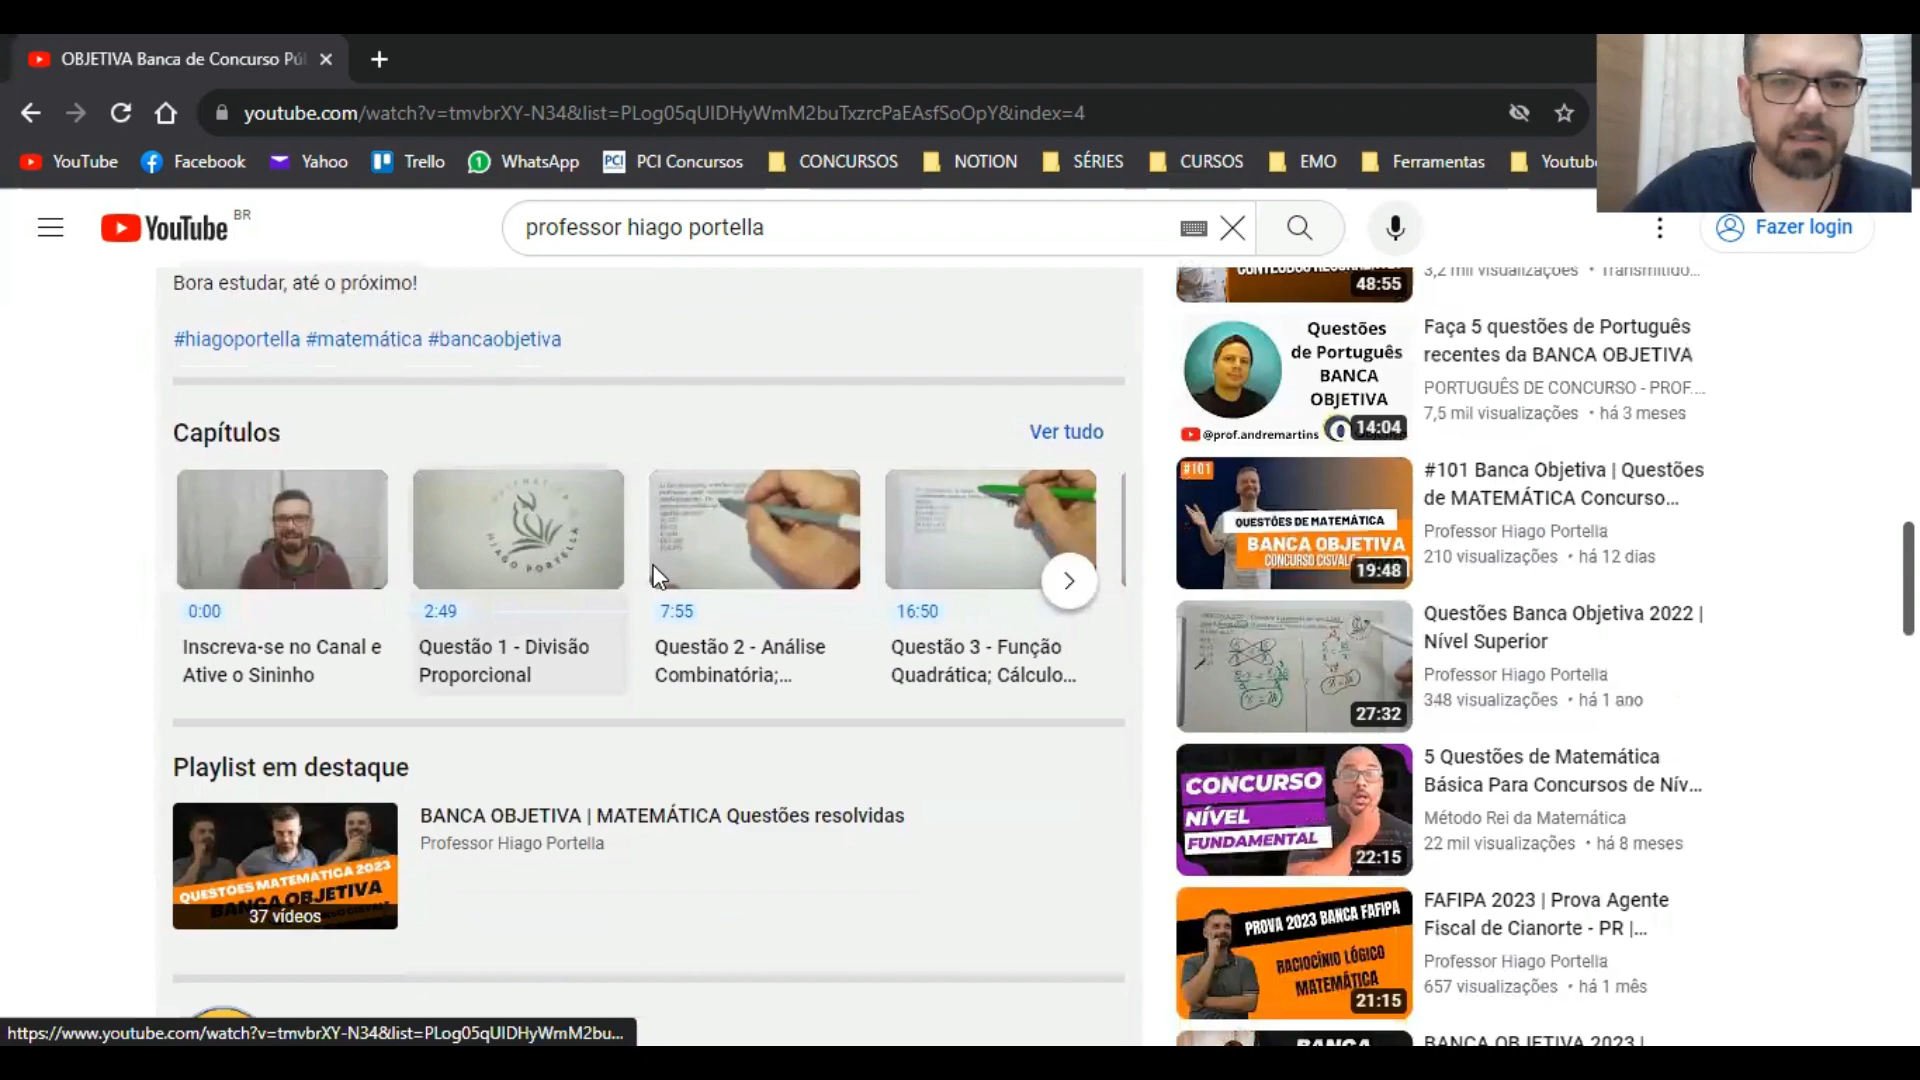 OBJETIVA Banca de Concurso Púl
youtube.com/watch?v=tmvbrXY-N34&list=PLog05qUIDHyWmM2buTxzrcPaEAsfSoOpY&index=4
YouTube
Facebook
Yahoo
Trello
WhatsApp
PCI
PCI Concursos
CONCURSOS
NOTION
SÉRIES
CURSOS
EMO
Ferramentas
Youtube
YouTube BR
professor hiago portella
Fazer login
Bora estudar, até o próximo!
#hiagoportella #matemática #bancaobjetiva
Capítulos
Ver tudo
MATEMÁTICA
HIAGO PORTELLA
0:00
Inscreva-se no Canal e
Ative o Sininho
2:49
Questão 1 - Divisão
Proporcional
7:55
Questão 2 - Análise
Combinatória;...
16:50
Questão 3 - Função
Quadrática; Cálculo...
Playlist em destaque
QUESTÕES MATEMÁTICA 2023
BANCA OBJETIVA
37 vídeos
BANCA OBJETIVA | MATEMÁTICA Questões resolvidas
Professor Hiago Portella
https://www.youtube.com/watch?v=tmvbrXY-N34&list=PLog05qUIDHyWmM2bu...
48:55
3,2 mil visualizações • Transmitido...
Questões
de Português
BANCA
OBJETIVA
@prof.andremartins
14:04
Faça 5 questões de Português
recentes da BANCA OBJETIVA
PORTUGUÊS DE CONCURSO - PROF....
7,5 mil visualizações • há 3 meses
#101
QUESTÕES DE MATEMÁTICA
BANCA OBJETIVA
19:48
#101 Banca Objetiva | Questões
de MATEMÁTICA Concurso...
Professor Hiago Portella
210 visualizações • há 12 dias
27:32
Questões Banca Objetiva 2022 |
Nível Superior
Professor Hiago Portella
348 visualizações • há 1 ano
CONCURSO
NÍVEL
FUNDAMENTAL
22:15
5 Questões de Matemática
Básica Para Concursos de Nív...
Método Rei da Matemática
22 mil visualizações • há 8 meses
PROVA 2023 BANCA FAFIPA
RACIOCÍNIO LÓGICO
MATEMÁTICA
21:15
FAFIPA 2023 | Prova Agente
Fiscal de Cianorte - PR |...
Professor Hiago Portella
657 visualizações • há 1 mês
BANCA
BANCA OBJETIVA 2023 |